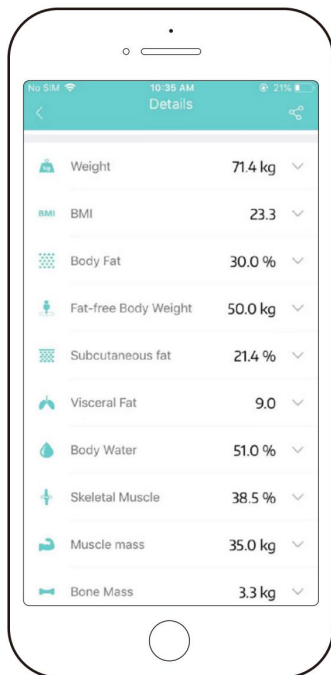 No SIM 10:35 AM 21%
Details
kg Weight 71.4 kg
BMI BMI 23.3
Body Fat 30.0 %
Fat-free Body Weight 50.0 kg
Subcutaneous fat 21.4 %
Visceral Fat 9.0
Body Water 51.0 %
Skeletal Muscle 38.5 %
Muscle mass 35.0 kg
Bone Mass 3.3 kg